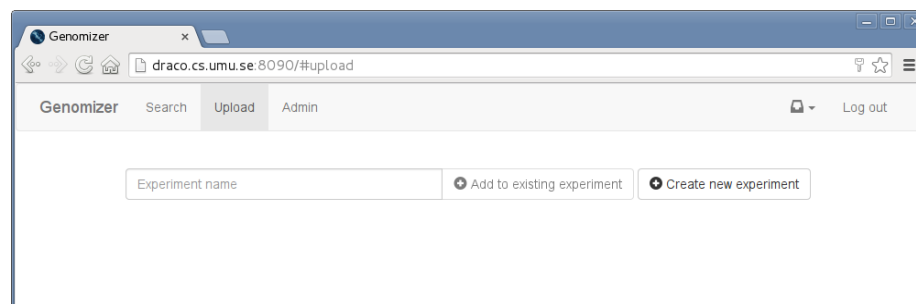 Genomizer
draco.cs.umu.se:8090/#upload
Genomizer Search Upload Admin Log out
Experiment name Add to existing experiment Create new experiment